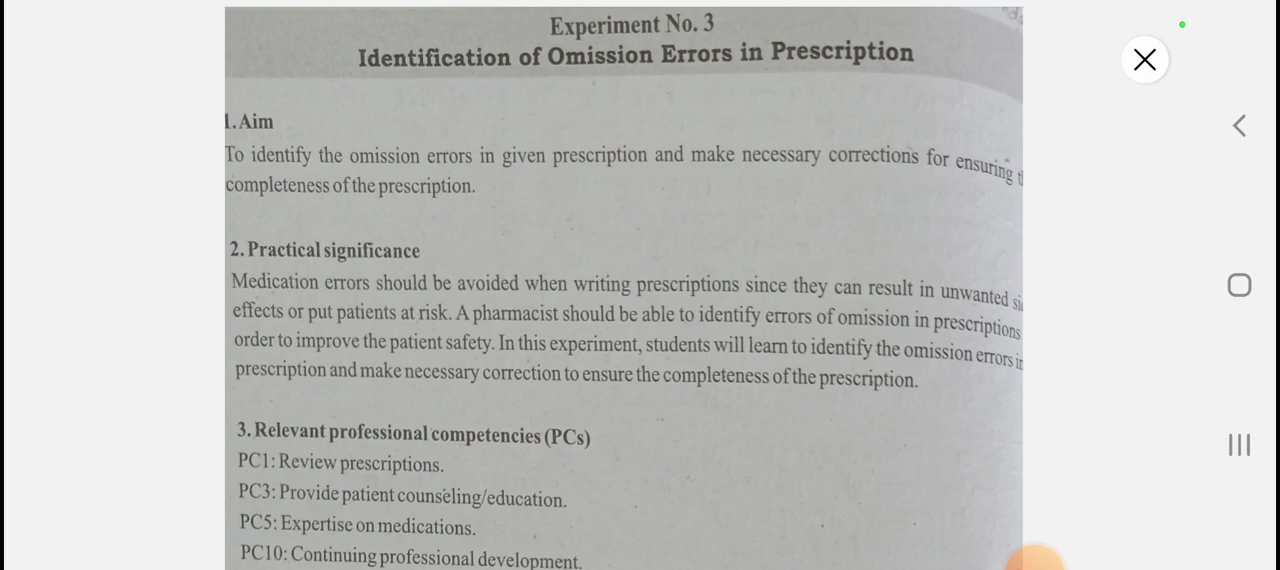 Experiment No. 3
Identification of Omission Errors in Prescription
1. Aim
To identify the omission errors in given prescription and make necessary corrections for ensuring
completeness of the prescription.
2. Practical significance
Medication errors should be avoided when writing prescriptions since they can result in unwanted
effects or put patients at risk. A pharmacist should be able to identify errors of omission in prescriptions
order to improve the patient safety. In this experiment, students will learn to identify the omission errors
prescription and make necessary correction to ensure the completeness of the prescription.
3. Relevant professional competencies (PCs)
PC1: Review prescriptions.
PC3: Provide patient counseling/education.
PC5: Expertise on medications.
PC10: Continuing professional development.